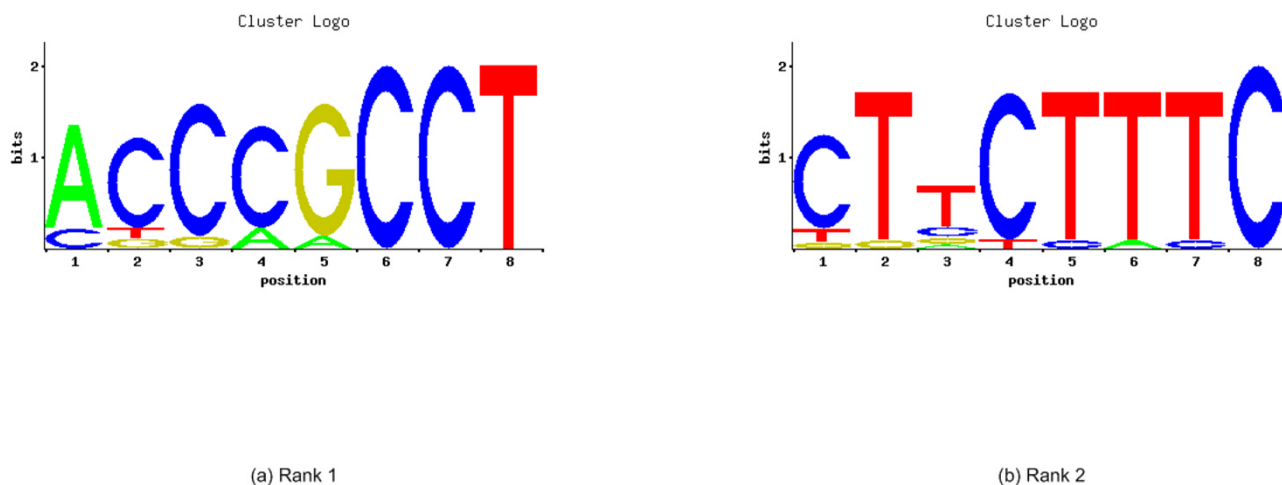 Cluster Logo
2
1
bits
A C C C G C C T
C T G A A
G G
1 2 3 4 5 6 7 8
position
(a) Rank 1
Cluster Logo
2
1
bits
C T T C T T T C
T G C T C A C
G G
A
1 2 3 4 5 6 7 8
position
(b) Rank 2